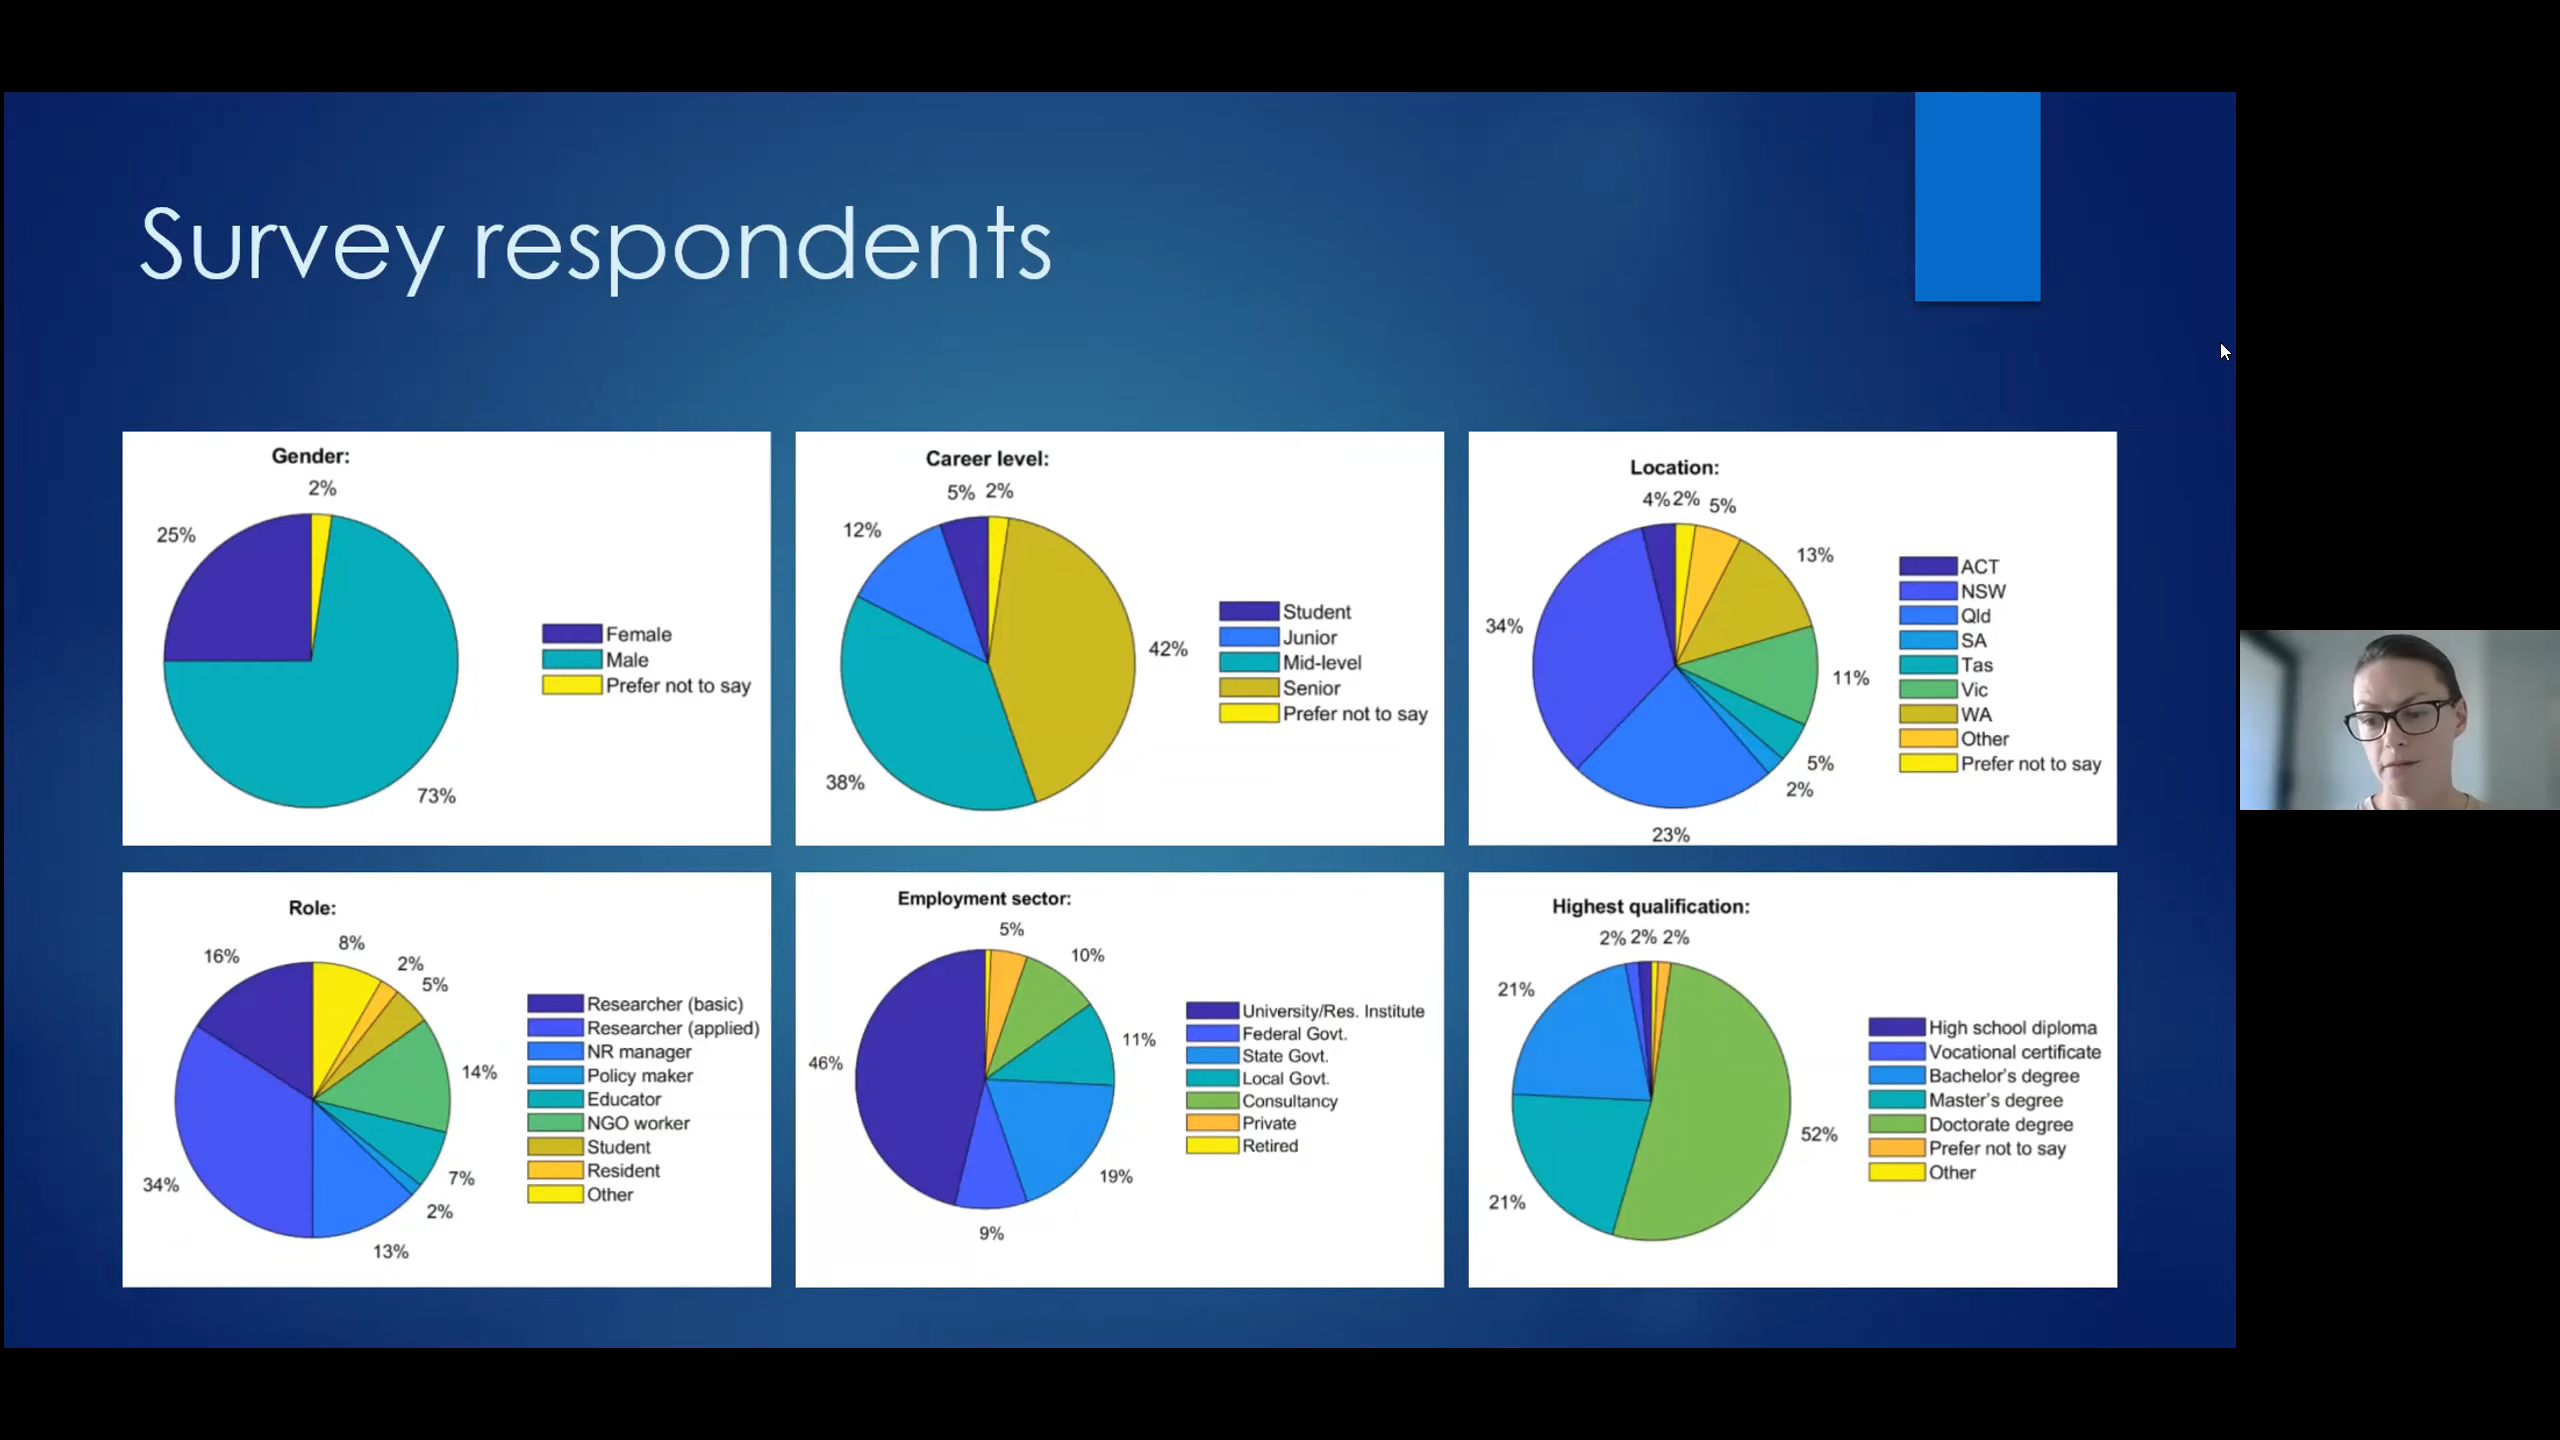 Survey respondents
Gender:
2%
25%
73%
Female
Male
Prefer not to say
Career level:
5% 2%
12%
42%
38%
Student
Junior
Mid-level
Senior
Prefer not to say
Location:
4% 2% 5%
13%
34%
11%
5%
2%
23%
ACT
NSW
Qld
SA
Tas
Vic
WA
Other
Prefer not to say
Role:
8%
16%
2%
5%
14%
7%
34%
2%
13%
Researcher (basic)
Researcher (applied)
NR manager
Policy maker
Educator
NGO worker
Student
Resident
Other
Employment sector:
5%
10%
11%
46%
19%
9%
University/Res. Institute
Federal Govt.
State Govt.
Local Govt.
Consultancy
Private
Retired
Highest qualification:
2% 2% 2%
21%
52%
21%
High school diploma
Vocational certificate
Bachelor's degree
Master's degree
Doctorate degree
Prefer not to say
Other